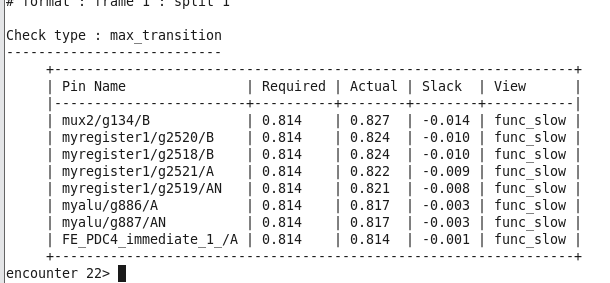 # format : frame 1 : split 1
Check type : max_transition
---------------------------
+------------------------------------------------------------------+
| Pin Name | Required | Actual | Slack | View |
|------------------------+----------+--------+--------+-----------|
| mux2/g134/B | 0.814 | 0.827 | -0.014 | func_slow |
| myregister1/g2520/B | 0.814 | 0.824 | -0.010 | func_slow |
| myregister1/g2518/B | 0.814 | 0.824 | -0.010 | func_slow |
| myregister1/g2521/A | 0.814 | 0.822 | -0.009 | func_slow |
| myregister1/g2519/AN | 0.814 | 0.821 | -0.008 | func_slow |
| myalu/g886/A | 0.814 | 0.817 | -0.003 | func_slow |
| myalu/g887/AN | 0.814 | 0.817 | -0.003 | func_slow |
| FE_PDC4_immediate_1_/A | 0.814 | 0.814 | -0.001 | func_slow |
+------------------------------------------------------------------+
encounter 22>